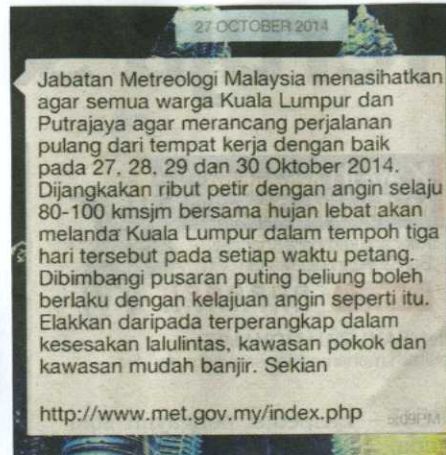 27 OCTOBER 2014
Jabatan Metreologi Malaysia menasihatkan
agar semua warga Kuala Lumpur dan
Putrajaya agar merancang perjalanan
pulang dari tempat kerja dengan baik
pada 27, 28, 29 dan 30 Oktober 2014.
Dijangkakan ribut petir dengan angin selaju
80-100 kmsjm bersama hujan lebat akan
melanda Kuala Lumpur dalam tempoh tiga
hari tersebut pada setiap waktu petang.
Dibimbangi pusaran puting beliung boleh
berlaku dengan kelajuan angin seperti itu.
Elakkan daripada terperangkap dalam
kesesakan lalulintas, kawasan pokok dan
kawasan mudah banjir. Sekian
http://www.met.gov.my/index.php
5:09PM